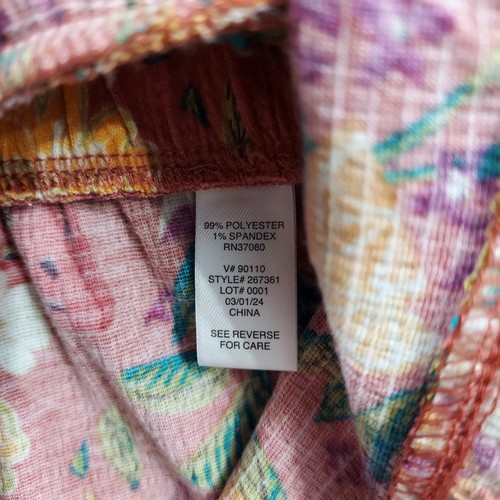 99% POLYESTER
1% SPANDEX
RN37080
V# 90110
STYLE# 267361
LOT# 0001
03/01/24
CHINA
SEE REVERSE
FOR CARE